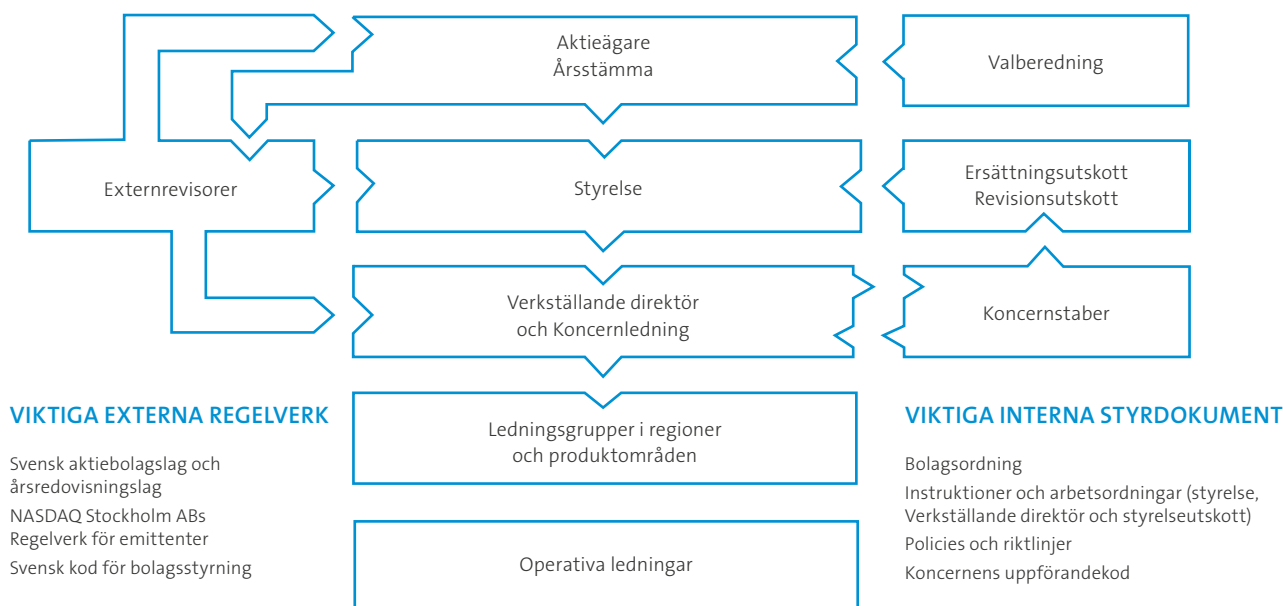 Aktieägare
Årsstämma
Valberedning
Externrevisorer
Styrelse
Ersättningsutskott
Revisionsutskott
Verkställande direktör
och Koncernledning
Koncernstaber
Ledningsgrupper i regioner
och produktområden
Operativa ledningar
VIKTIGA EXTERNA REGELVERK
Svensk aktiebolagslag och
årsredovisningslag
NASDAQ Stockholm ABs
Regelverk för emittenter
Svensk kod för bolagsstyrning
VIKTIGA INTERNA STYRDOKUMENT
Bolagsordning
Instruktioner och arbetsordningar (styrelse,
Verkställande direktör och styrelseutskott)
Policies och riktlinjer
Koncernens uppförandekod